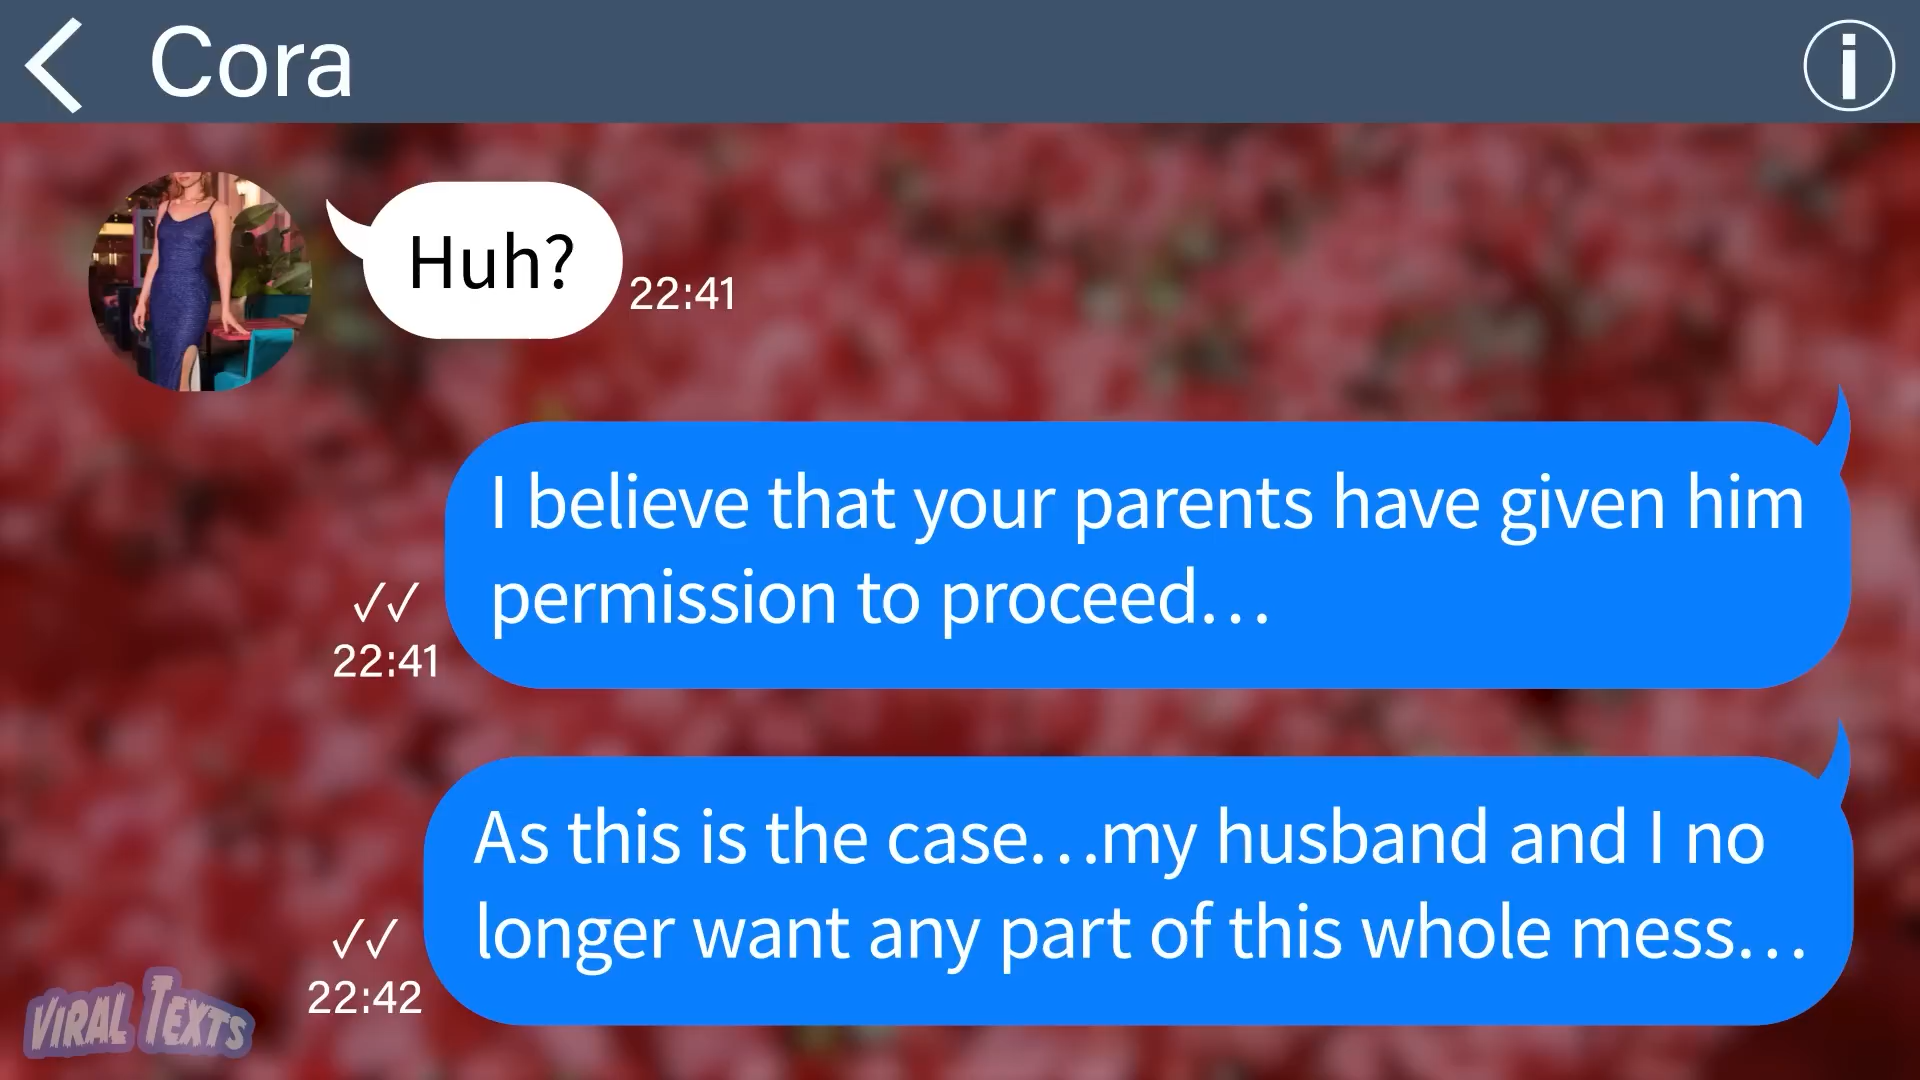 Cora
Huh?
22:41
I believe that your parents have given him
permission to proceed...
22:41
As this is the case...my husband and I no
longer want any part of this whole mess...
22:42
VIRAL TEXTS